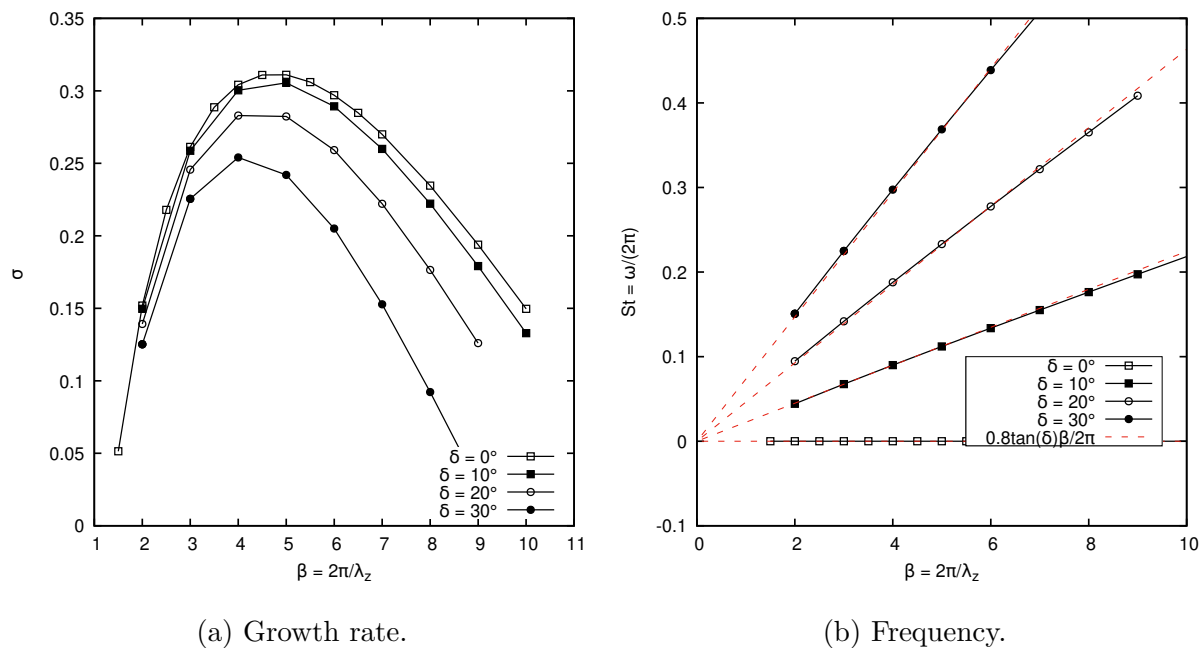 0.35
0.3
0.25
0.2
0.15
0.1
0.05
0
σ
1 2 3 4 5 6 7 8 9 10 11
β = 2π/λz
δ = 0°
δ = 10°
δ = 20°
δ = 30°
(a) Growth rate.
0.5
0.4
0.3
0.2
0.1
0
-0.1
St = ω/(2π)
0 2 4 6 8 10
β = 2π/λz
δ = 0°
δ = 10°
δ = 20°
δ = 30°
0.8tan(δ)β/2π
(b) Frequency.